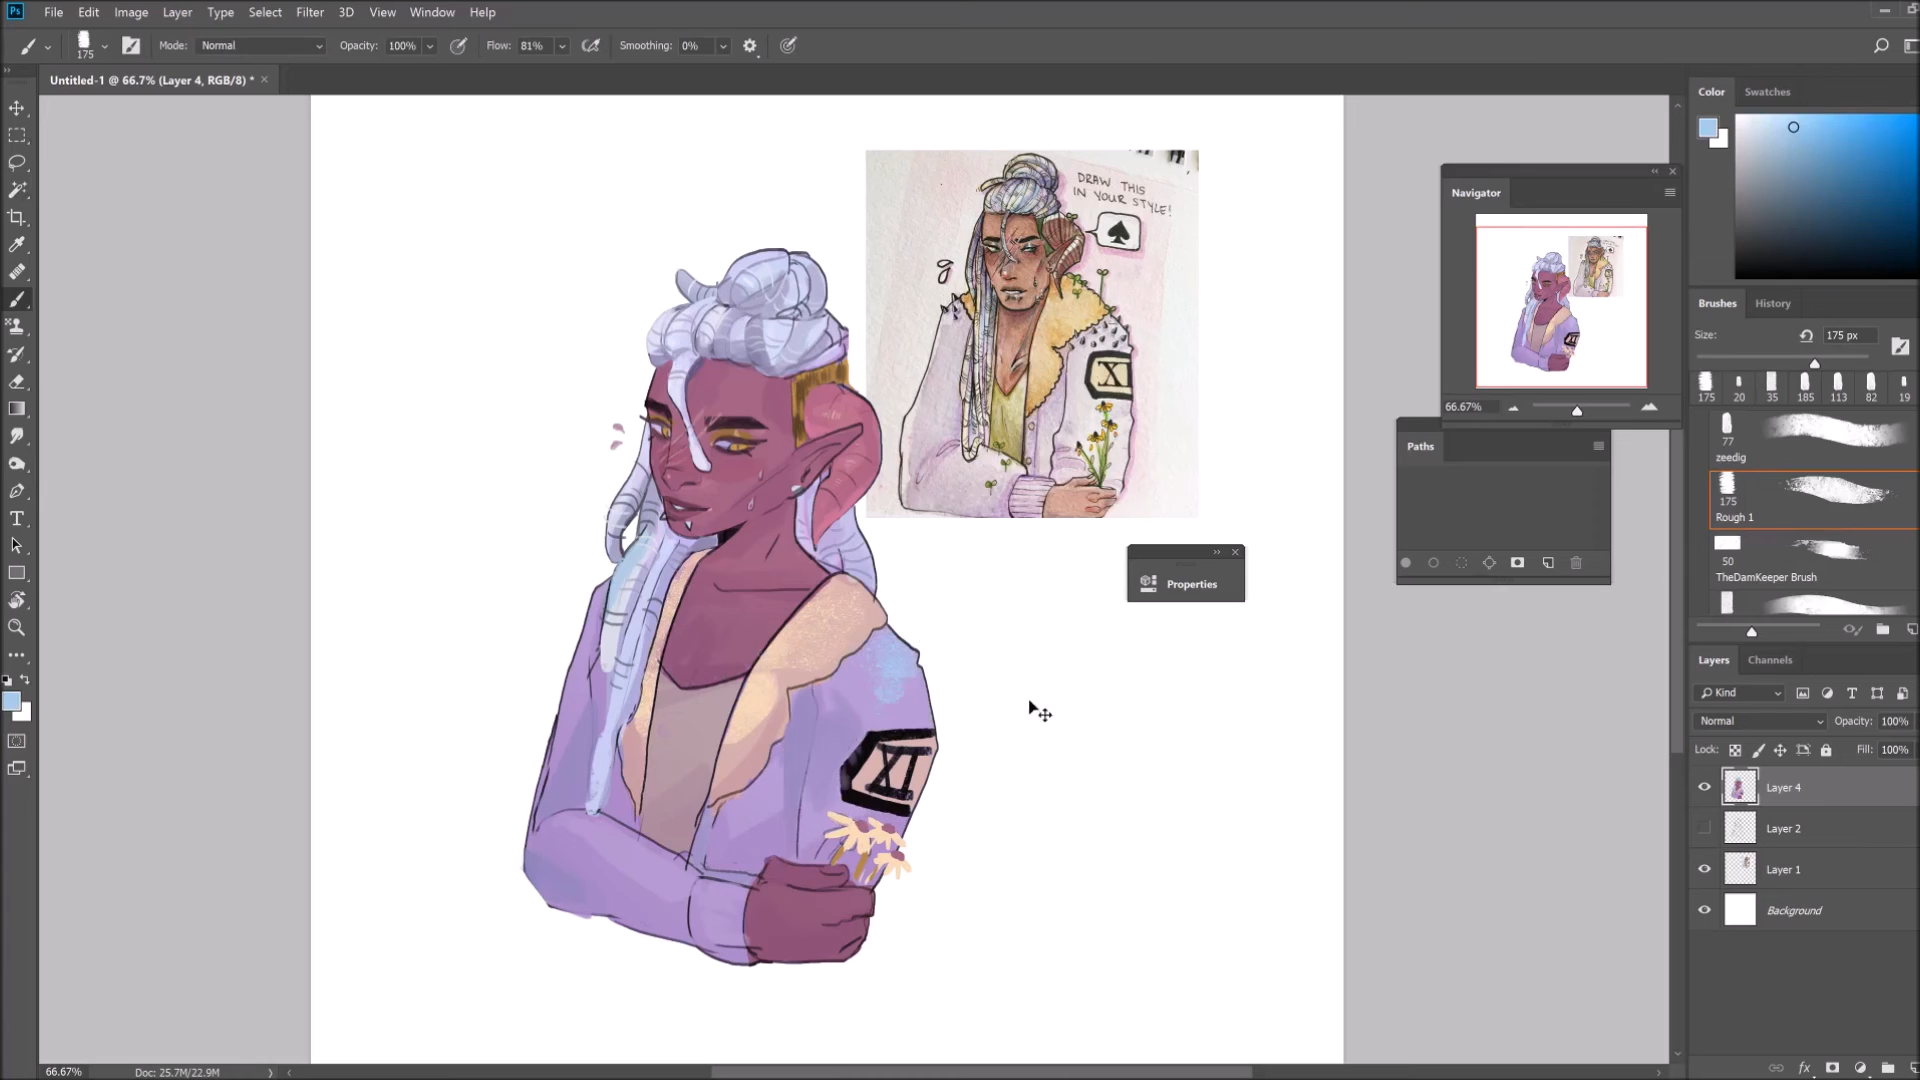 Ps File Edit Image Layer Type Select Filter 3D View Window Help
175 Mode: Normal Opacity: 100% Flow: 81% Smoothing: 0%
Untitled-1 @ 66.7% (Layer 4, RGB/8) * ×
Color Swatches
Navigator
66.67%
Paths
Properties
DRAW THIS
IN YOUR STYLE!
XI
XI
Brushes History
Size: 175 px
175 20 35 185 113 82 19
77
zeedig
175
Rough 1
50
TheDamKeeper Brush
Layers Channels
Kind
Normal Opacity: 100%
Lock: Fill: 100%
Layer 4
Layer 2
Layer 1
Background
66.67% Doc: 25.7M/22.9M